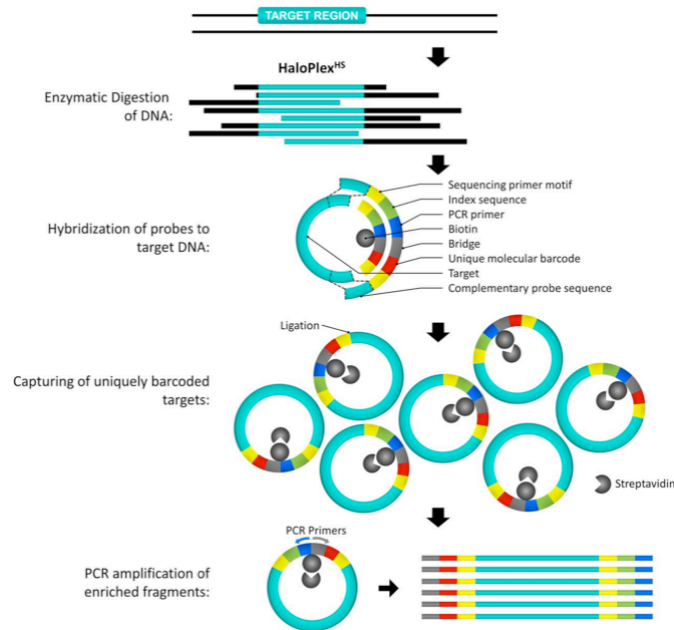 TARGET REGION
HaloPlexHS
Enzymatic Digestion
of DNA:
Hybridization of probes to
target DNA:
Sequencing primer motif
Index sequence
PCR primer
Biotin
Bridge
Unique molecular barcode
Target
Complementary probe sequence
Ligation
Capturing of uniquely barcoded
targets:
Streptavidin
PCR Primers
PCR amplification of
enriched fragments: